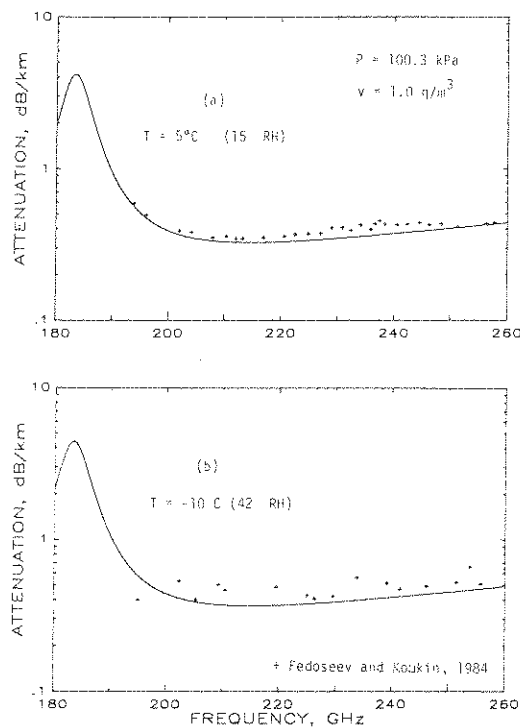 10
P = 100.3 kPa
v = 1.0 g/m3
(a)
T = 5°C (15 RH)
ATTENUATION, dB/km
1
.1
180 200 220 240 260
10
(b)
T = -10 C (42 RH)
ATTENUATION, dB/km
1
+ Fedoseev and Koukin, 1984
.1
180 200 220 240 260
FREQUENCY, GHz